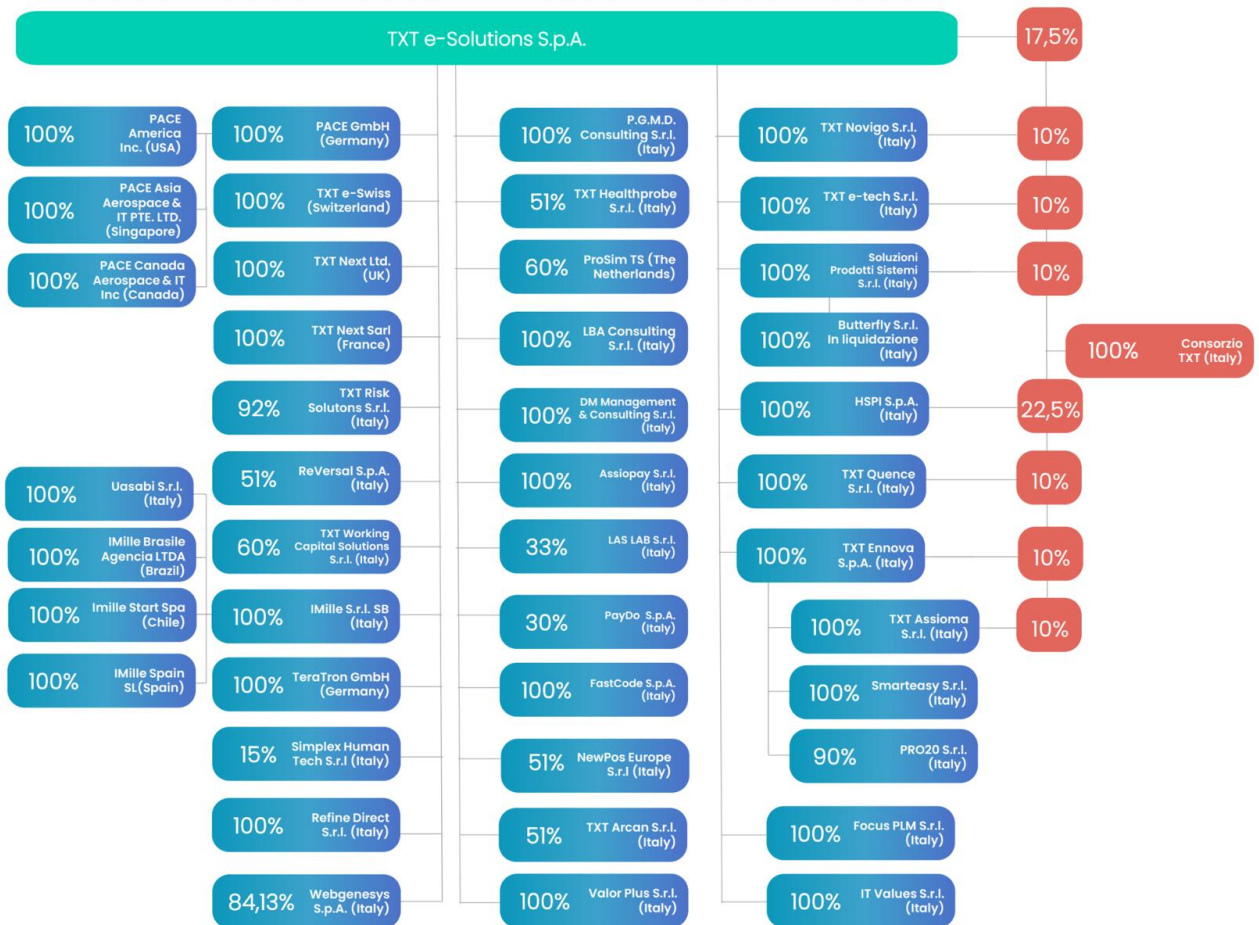 TXT e-Solutions S.p.A.
17,5%
100%
PACE
America
Inc. (USA)
100%
PACE Asia
Aerospace &
IT PTE. LTD.
(Singapore)
100%
PACE Canada
Aerospace & IT
Inc (Canada)
100%
Uasabi S.r.l.
(Italy)
100%
IMille Brasile
Agencia LTDA
(Brazil)
100%
Imille Start Spa
(Chile)
100%
IMille Spain
SL(Spain)
100%
PACE GmbH
(Germany)
100%
TXT e-Swiss
(Switzerland)
100%
TXT Next Ltd.
(UK)
100%
TXT Next Sarl
(France)
92%
TXT Risk
Solutons S.r.l.
(Italy)
51%
ReVersal S.p.A.
(Italy)
60%
TXT Working
Capital Solutions
S.r.l. (Italy)
100%
IMille S.r.l. SB
(Italy)
100%
TeraTron GmbH
(Germany)
15%
Simplex Human
Tech S.r.l (Italy)
100%
Refine Direct
S.r.l. (Italy)
84,13%
Webgenesys
S.p.A. (Italy)
100%
P.G.M.D.
Consulting S.r.l.
(Italy)
51%
TXT Healthprobe
S.r.l. (Italy)
60%
ProSim TS (The
Netherlands)
100%
LBA Consulting
S.r.l. (Italy)
100%
DM Management
& Consulting S.r.l.
(Italy)
100%
Assiopay S.r.l.
(Italy)
33%
LAS LAB S.r.l.
(Italy)
30%
PayDo S.p.A.
(Italy)
100%
FastCode S.p.A.
(Italy)
51%
NewPos Europe
S.r.l (Italy)
51%
TXT Arcan S.r.l.
(Italy)
100%
Valor Plus S.r.l.
(Italy)
100%
TXT Novigo S.r.l.
(Italy)
10%
100%
TXT e-tech S.r.l.
(Italy)
10%
100%
Soluzioni
Prodotti Sistemi
S.r.l. (Italy)
10%
100%
Butterfly S.r.l.
In liquidazione
(Italy)
100%
Consorzio
TXT (Italy)
100%
HSPI S.p.A.
(Italy)
22,5%
100%
TXT Quence
S.r.l. (Italy)
10%
100%
TXT Ennova
S.p.A. (Italy)
10%
100%
TXT Assioma
S.r.l. (Italy)
10%
100%
Smarteasy S.r.l.
(Italy)
90%
PRO20 S.r.l.
(Italy)
100%
Focus PLM S.r.l.
(Italy)
100%
IT Values S.r.l.
(Italy)